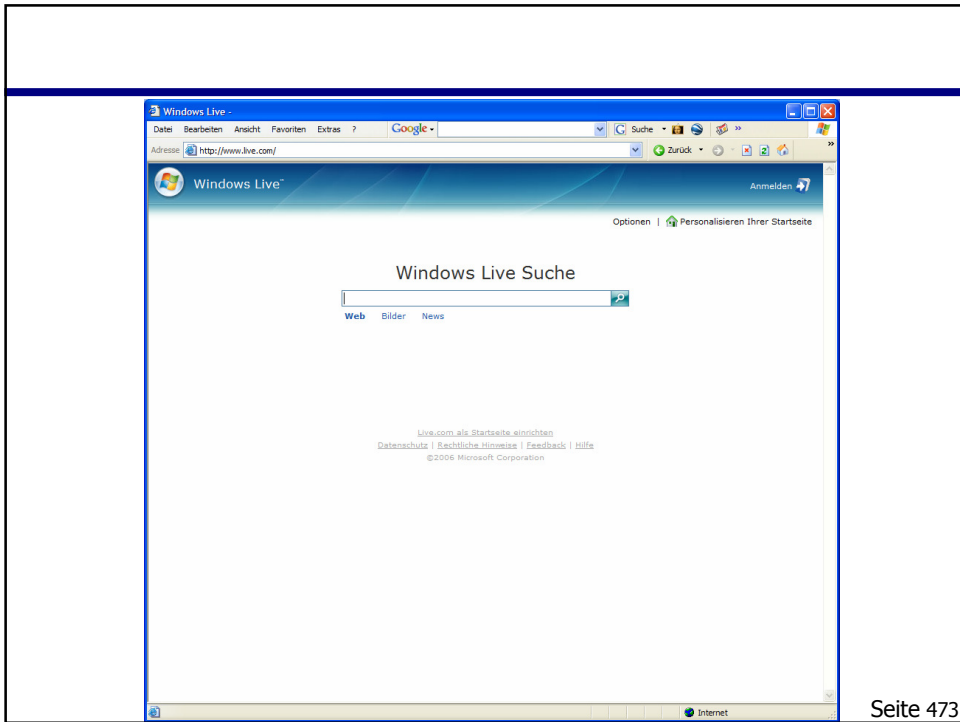 Windows Live -
Datei Bearbeiten Ansicht Favoriten Extras ? Google G Suche »
Adresse http://www.live.com/ Zurück »
Windows Live™ Anmelden
Optionen | Personalisieren Ihrer Startseite
Windows Live Suche
Web Bilder News
Live.com als Startseite einrichten
Datenschutz | Rechtliche Hinweise | Feedback | Hilfe
©2006 Microsoft Corporation
Internet
Seite 473